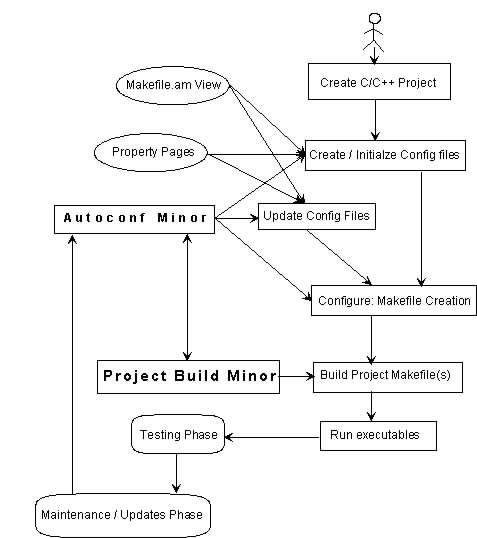 Create C/C++ Project
Makefile.am View
Property Pages
Create / Initialze Config files
Autoconf Minor
Update Config Files
Configure: Makefile Creation
Project Build Minor
Build Project Makefile(s)
Testing Phase
Run executables
Maintenance / Updates Phase